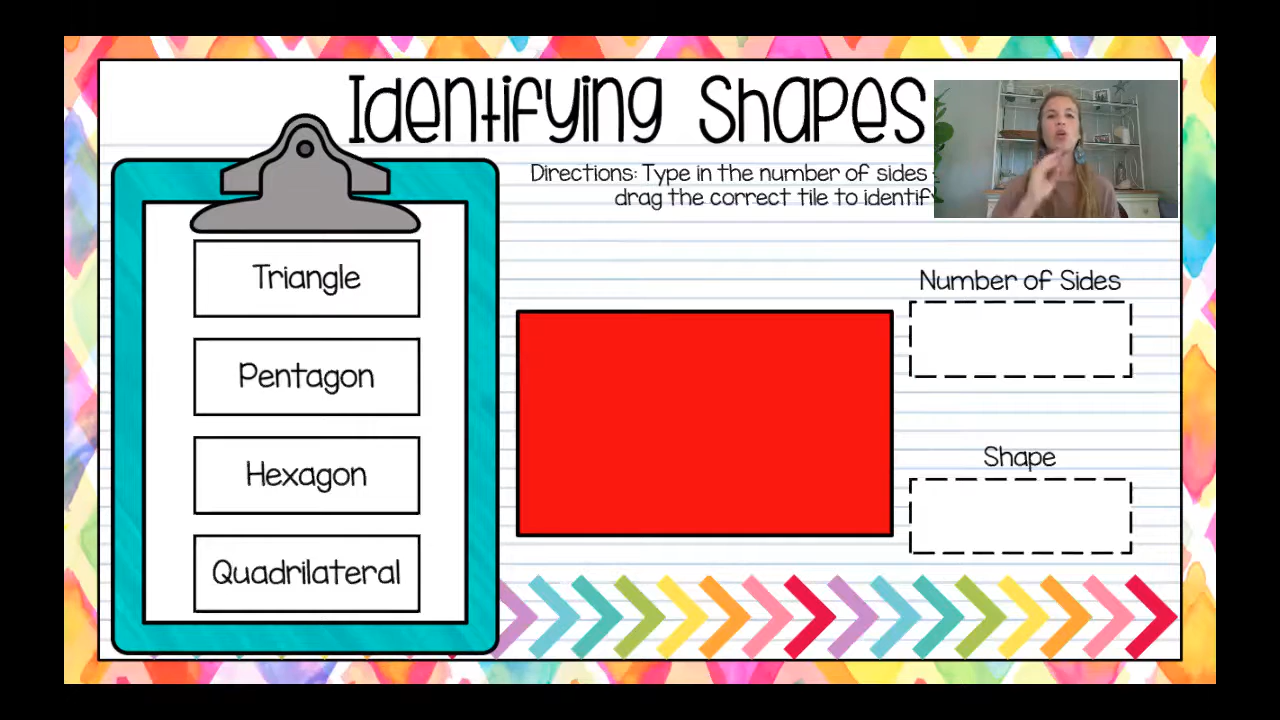 Identifying Shapes
Directions: Type in the number of sides
drag the correct tile to identify
Triangle
Pentagon
Hexagon
Quadrilateral
Number of Sides
Shape